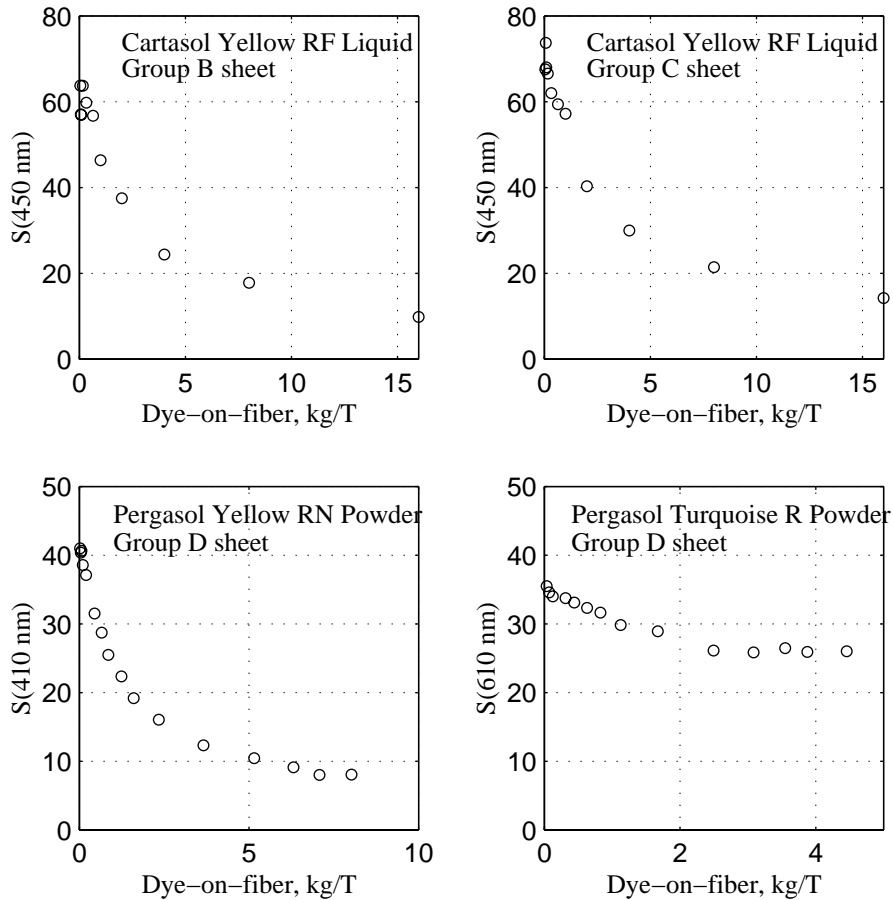 Cartasol Yellow RF Liquid
Group B sheet
S(450 nm)
80
60
40
20
0
0 5 10 15
Dye−on−fiber, kg/T
Cartasol Yellow RF Liquid
Group C sheet
S(450 nm)
80
60
40
20
0
0 5 10 15
Dye−on−fiber, kg/T
Pergasol Yellow RN Powder
Group D sheet
S(410 nm)
50
40
30
20
10
0
0 5 10
Dye−on−fiber, kg/T
Pergasol Turquoise R Powder
Group D sheet
S(610 nm)
50
40
30
20
10
0
0 2 4
Dye−on−fiber, kg/T